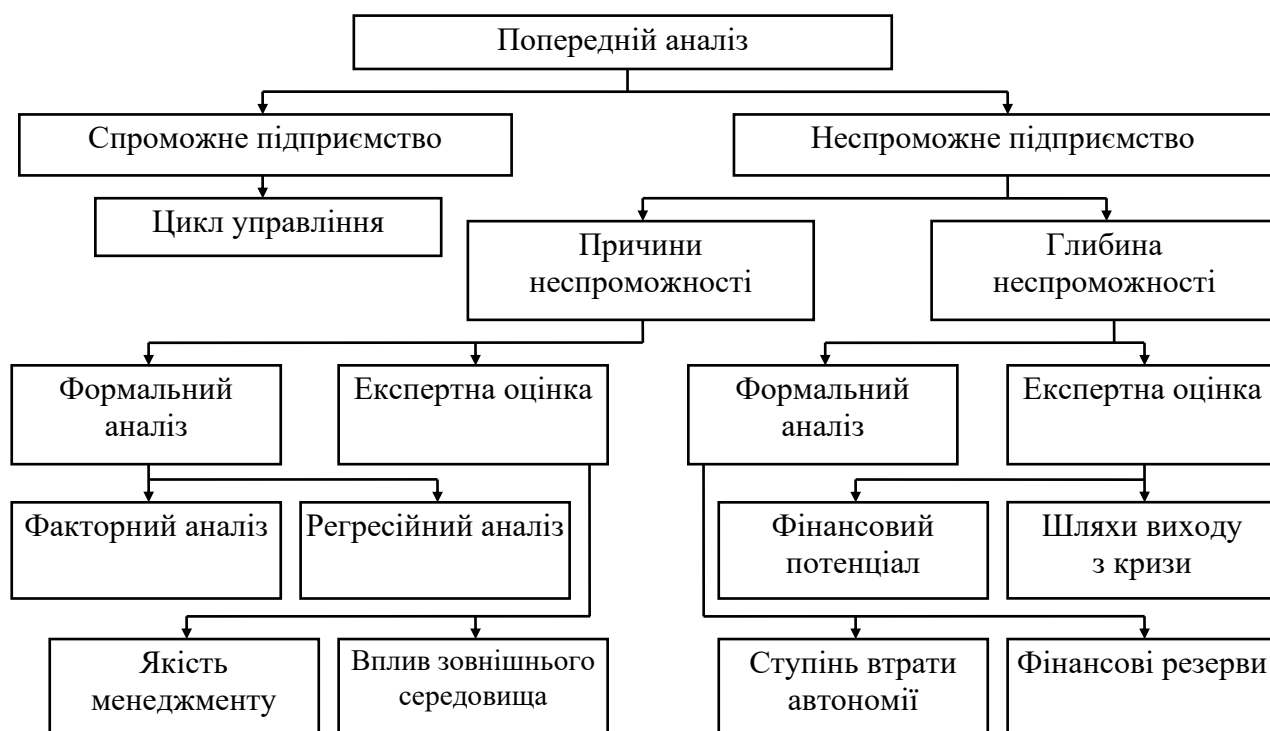 Попередній аналіз
Спроможне підприємство
Неспроможне підприємство
Цикл управління
Причини
неспроможності
Глибина
неспроможності
Формальний
аналіз
Експертна оцінка
Формальний
аналіз
Експертна оцінка
Факторний аналіз
Регресійний аналіз
Фінансовий
потенціал
Шляхи виходу
з кризи
Якість
менеджменту
Вплив зовнішнього
середовища
Ступінь втрати
автономії
Фінансові резерви